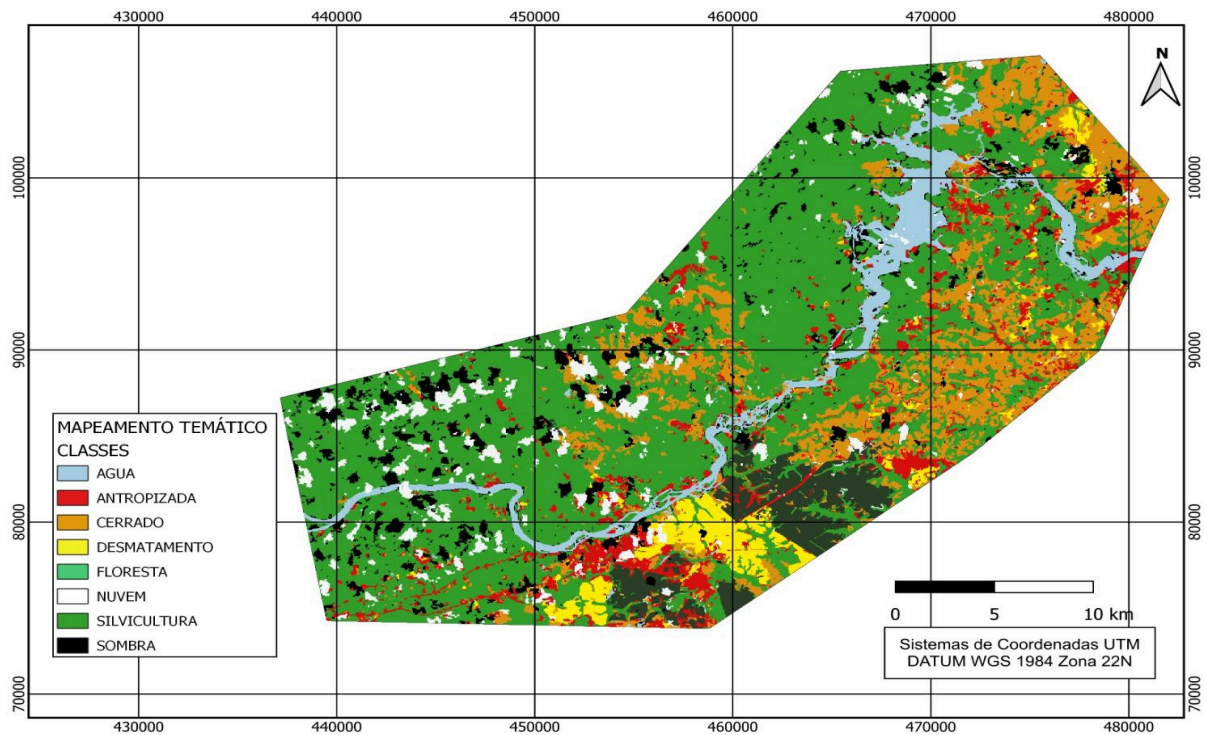 430000 440000 450000 460000 470000 480000
N
100000 100000
90000 90000
80000 80000
70000 70000
MAPEAMENTO TEMÁTICO
CLASSES
AGUA
ANTROPIZADA
CERRADO
DESMATAMENTO
FLORESTA
NUVEM
SILVICULTURA
SOMBRA
0 5 10 km
Sistemas de Coordenadas UTM
DATUM WGS 1984 Zona 22N
430000 440000 450000 460000 470000 480000